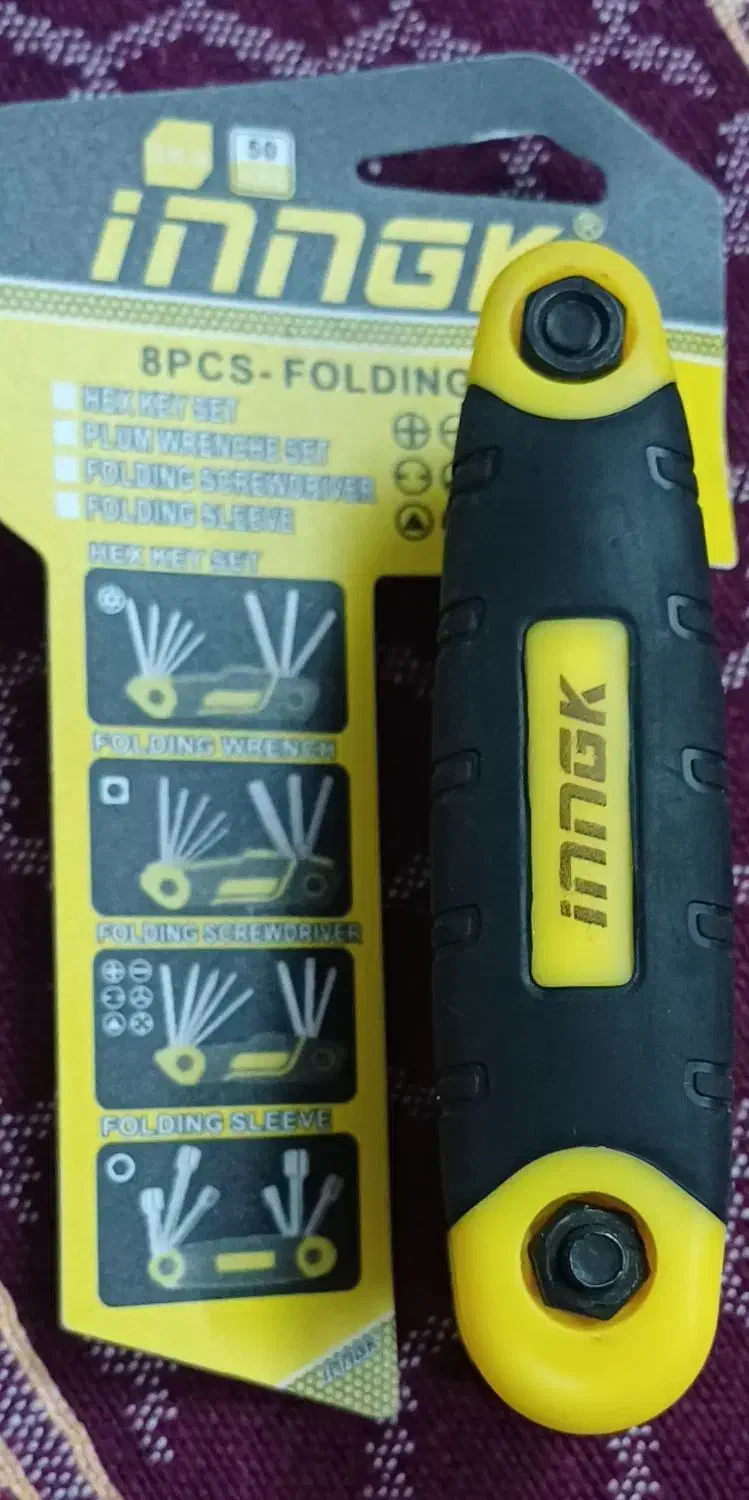 50
inngk®
8PCS-FOLDING
HEX KEY SET
PLUM WRENCHE SET
FOLDING SCREWDRIVER
FOLDING SLEEVE
HEX KEY SET
FOLDING WRENCH
FOLDING SCREWDRIVER
FOLDING SLEEVE
inngk
inngk